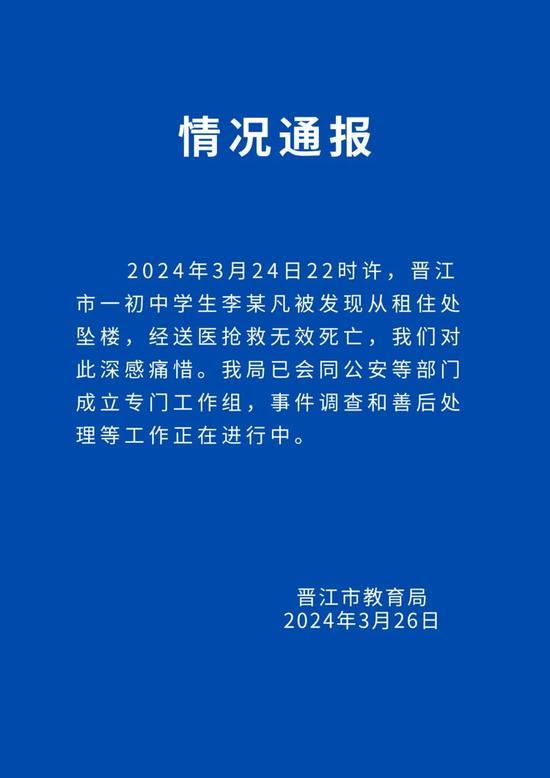 情况通报
2024年3月24日22时许，晋江
市一初中学生李某凡被发现从租住处
坠楼，经送医抢救无效死亡，我们对
此深感痛惜。我局已会同公安等部门
成立专门工作组，事件调查和善后处
理等工作正在进行中。
晋江市教育局
2024年3月26日